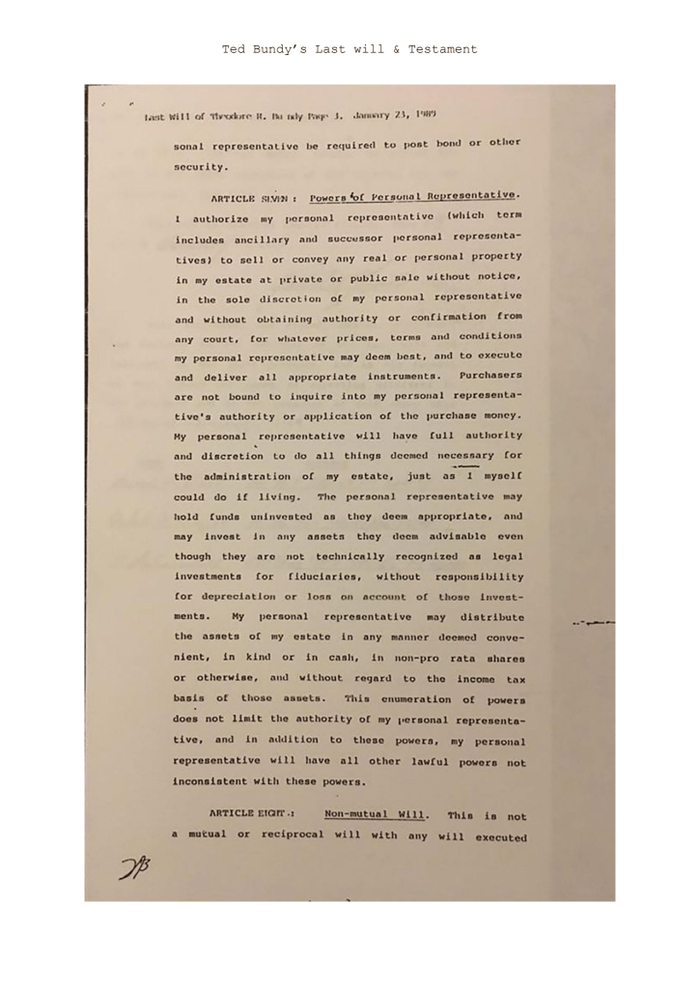 Ted Bundy's Last will & Testament
Last Will of Theodore R. Bundy Page 3. January 23, 1989
sonal representative be required to post bond or other
security.
ARTICLE SEVEN : Powers of Personal Representative.
I authorize my personal representative (which term
includes ancillary and successor personal representa-
tives) to sell or convey any real or personal property
in my estate at private or public sale without notice,
in the sole discretion of my personal representative
and without obtaining authority or confirmation from
any court, for whatever prices, terms and conditions
my personal representative may deem best, and to execute
and deliver all appropriate instruments. Purchasers
are not bound to inquire into my personal representa-
tive's authority or application of the purchase money.
My personal representative will have full authority
and discretion to do all things deemed necessary for
the administration of my estate, just as I myself
could do if living. The personal representative may
hold funds uninvested as they deem appropriate, and
may invest in any assets they deem advisable even
though they are not technically recognized as legal
investments for fiduciaries, without responsibility
for depreciation or loss on account of those invest-
ments. My personal representative may distribute
the assets of my estate in any manner deemed conve-
nient, in kind or in cash, in non-pro rata shares
or otherwise, and without regard to the income tax
basis of those assets. This enumeration of powers
does not limit the authority of my personal representa-
tive, and in addition to these powers, my personal
representative will have all other lawful powers not
inconsistent with these powers.
ARTICLE EIGHT : Non-mutual Will. This is not
a mutual or reciprocal will with any will executed